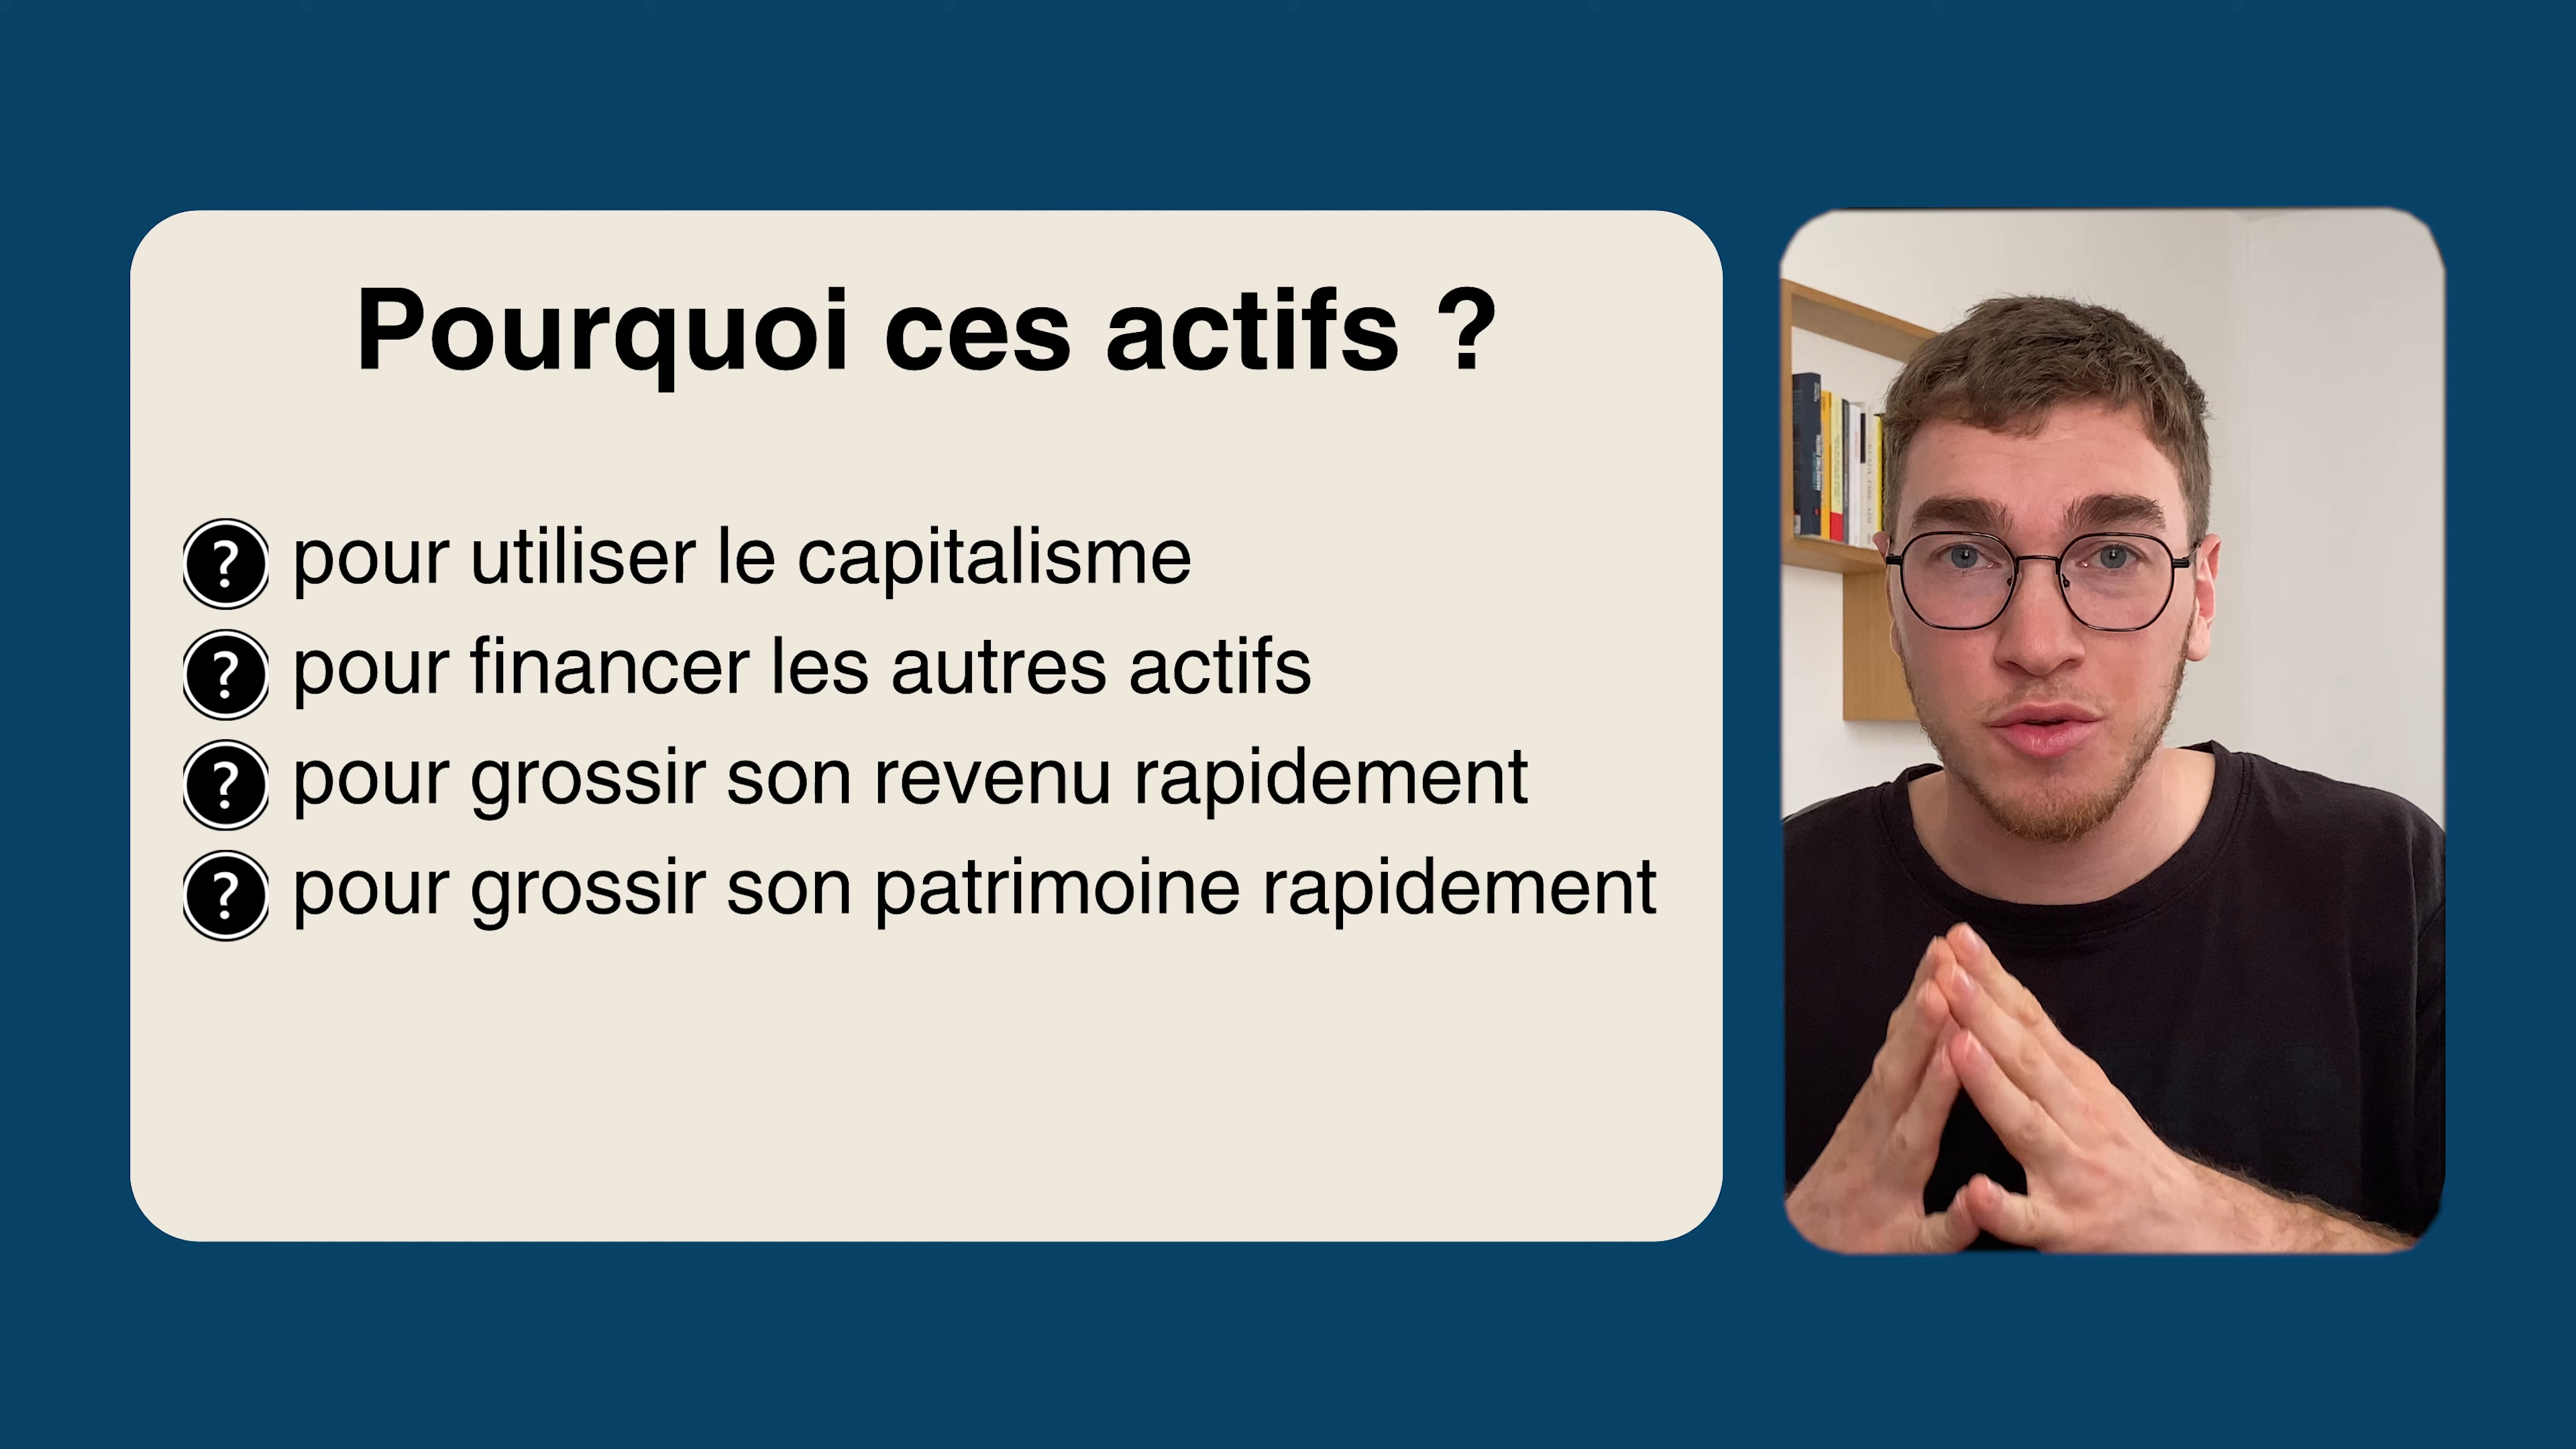 Pourquoi ces actifs ?
? pour utiliser le capitalisme
? pour financer les autres actifs
? pour grossir son revenu rapidement
? pour grossir son patrimoine rapidement